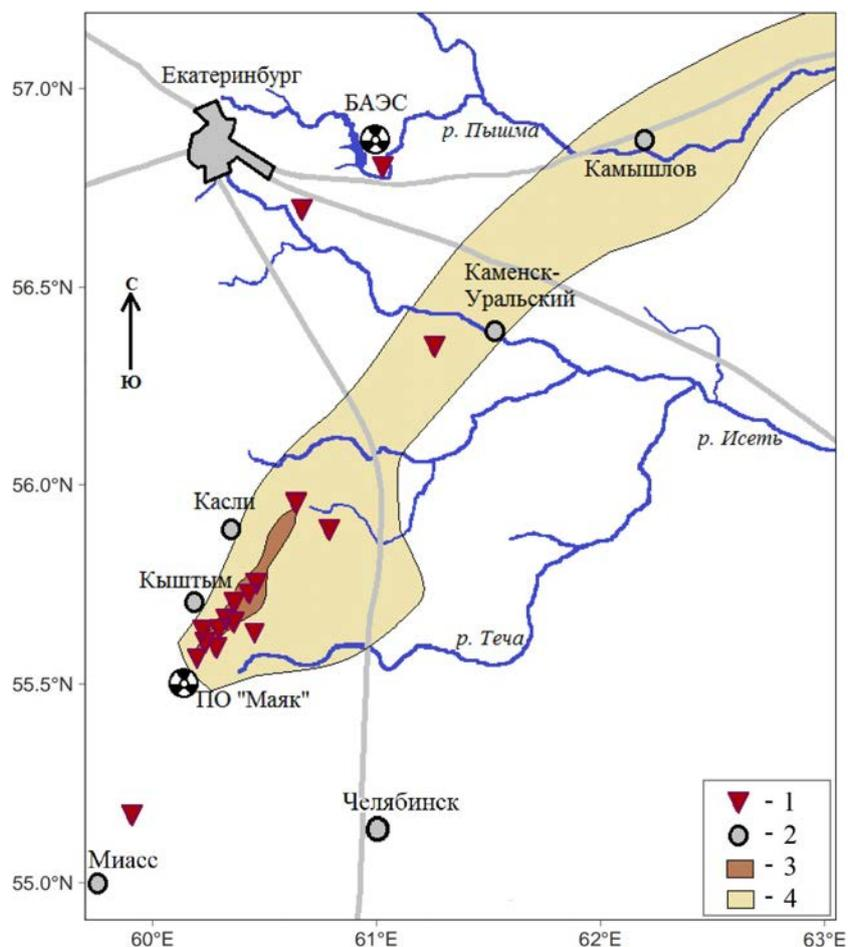 57.0°N
56.5°N
56.0°N
55.5°N
55.0°N
Екатеринбург
БАЭС
р. Пышма
Камышлов
Каменск-
Уральский
С
Ю
р. Исеть
Касли
Кыштым
р. Теча
ПО "Маяк"
Челябинск
Миасс
- 1
- 2
- 3
- 4
60°E
61°E
62°E
63°E